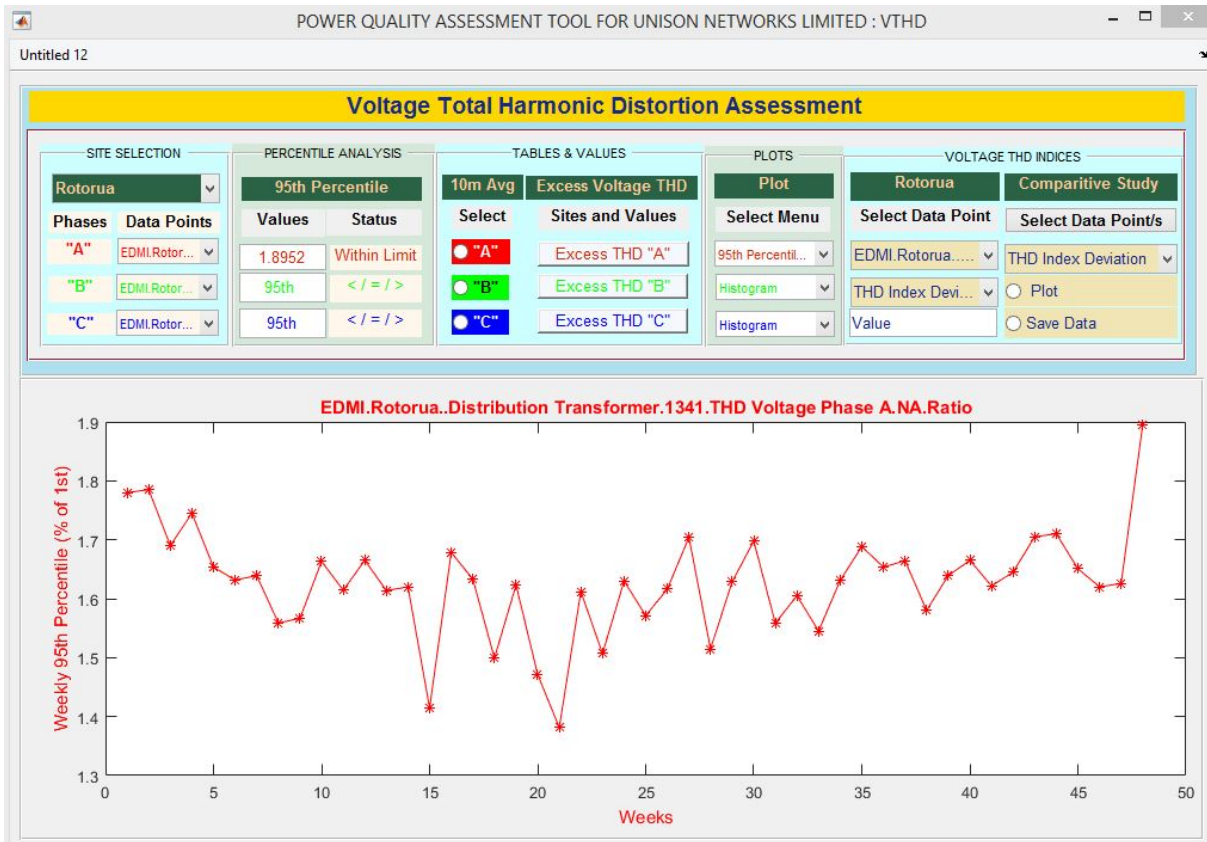 POWER QUALITY ASSESSMENT TOOL FOR UNISON NETWORKS LIMITED : VTHD
Untitled 12
Voltage Total Harmonic Distortion Assessment
SITE SELECTION
PERCENTILE ANALYSIS
TABLES & VALUES
PLOTS
VOLTAGE THD INDICES
Rotorua
95th Percentile
10m Avg
Excess Voltage THD
Plot
Rotorua
Comparitive Study
Phases
Data Points
Values
Status
Select
Sites and Values
Select Menu
Select Data Point
Select Data Point/s
"A"
EDMI.Rotor...
1.8952
Within Limit
"A"
Excess THD "A"
95th Percentil...
EDMI.Rotorua.....
THD Index Deviation
"B"
EDMI.Rotor...
95th
< / = / >
"B"
Excess THD "B"
Histogram
THD Index Devi...
Plot
"C"
EDMI.Rotor...
95th
< / = / >
"C"
Excess THD "C"
Histogram
Value
Save Data
EDMI.Rotorua..Distribution Transformer.1341.THD Voltage Phase A.NA.Ratio
Weekly 95th Percentile (% of 1st)
1.9
1.8
1.7
1.6
1.5
1.4
1.3
0 5 10 15 20 25 30 35 40 45 50
Weeks